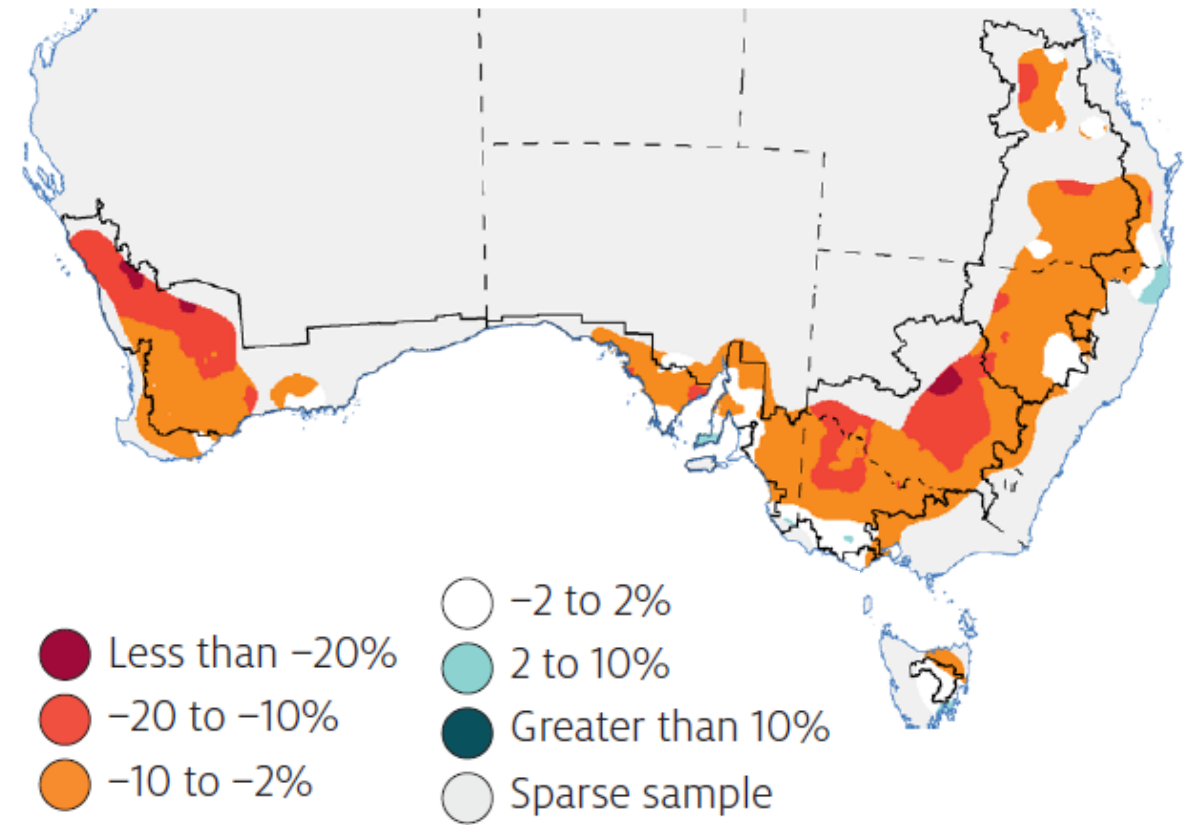 Less than −20%
−20 to −10%
−10 to −2%
−2 to 2%
2 to 10%
Greater than 10%
Sparse sample